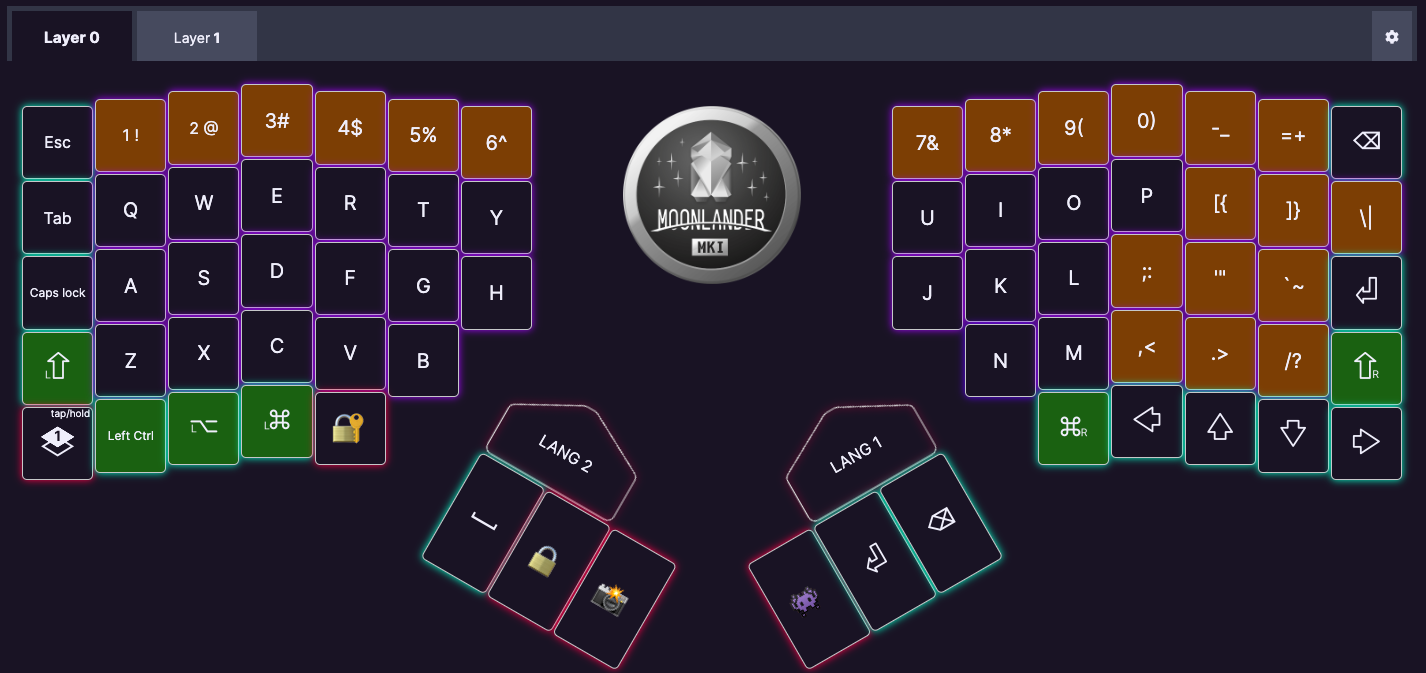 Layer 0 Layer 1
Esc 1 ! 2 @ 3# 4$ 5% 6^ 7& 8* 9( 0) -_ =+
Tab Q W E R T Y U I O P [{ ]} \|
Caps lock A S D F G H J K L ;: '" `~
L Z X C V B N M ,< .> /? R
tap/hold
1 Left Ctrl L L R
MOONLANDER
MKI
LANG 2 LANG 1